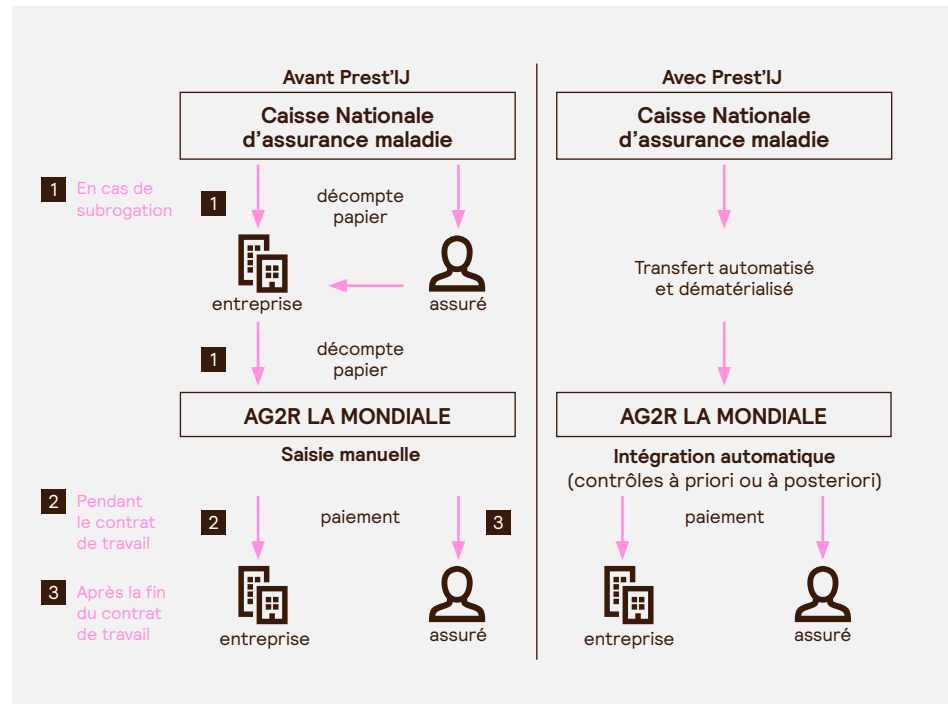 Avant Prest'IJ
Caisse Nationale
d'assurance maladie
1
En cas de
subrogation
1
décompte
papier
entreprise
assuré
1
décompte
papier
AG2R LA MONDIALE
Saisie manuelle
2
Pendant
le contrat
de travail
2
paiement
3
3
Après la fin
du contrat
de travail
entreprise
assuré
Avec Prest'IJ
Caisse Nationale
d'assurance maladie
Transfert automatisé
et dématérialisé
AG2R LA MONDIALE
Intégration automatique
(contrôles à priori ou à posteriori)
paiement
entreprise
assuré